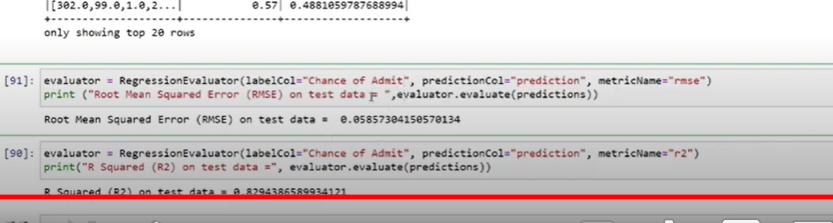 |[302.0,99.0,1.0,2...| 0.57| 0.4881059787688994|
+--------------------+-----------------+------------------+
only showing top 20 rows
[91]: evaluator = RegressionEvaluator(labelCol="Chance of Admit", predictionCol="prediction", metricName="rmse")
print ("Root Mean Squared Error (RMSE) on test data = ",evaluator.evaluate(predictions))
Root Mean Squared Error (RMSE) on test data = 0.05857304150570134
[90]: evaluator = RegressionEvaluator(labelCol="Chance of Admit", predictionCol="prediction", metricName="r2")
print("R Squared (R2) on test data =", evaluator.evaluate(predictions))
R Squared (R2) on test data = 0.8294386589934121